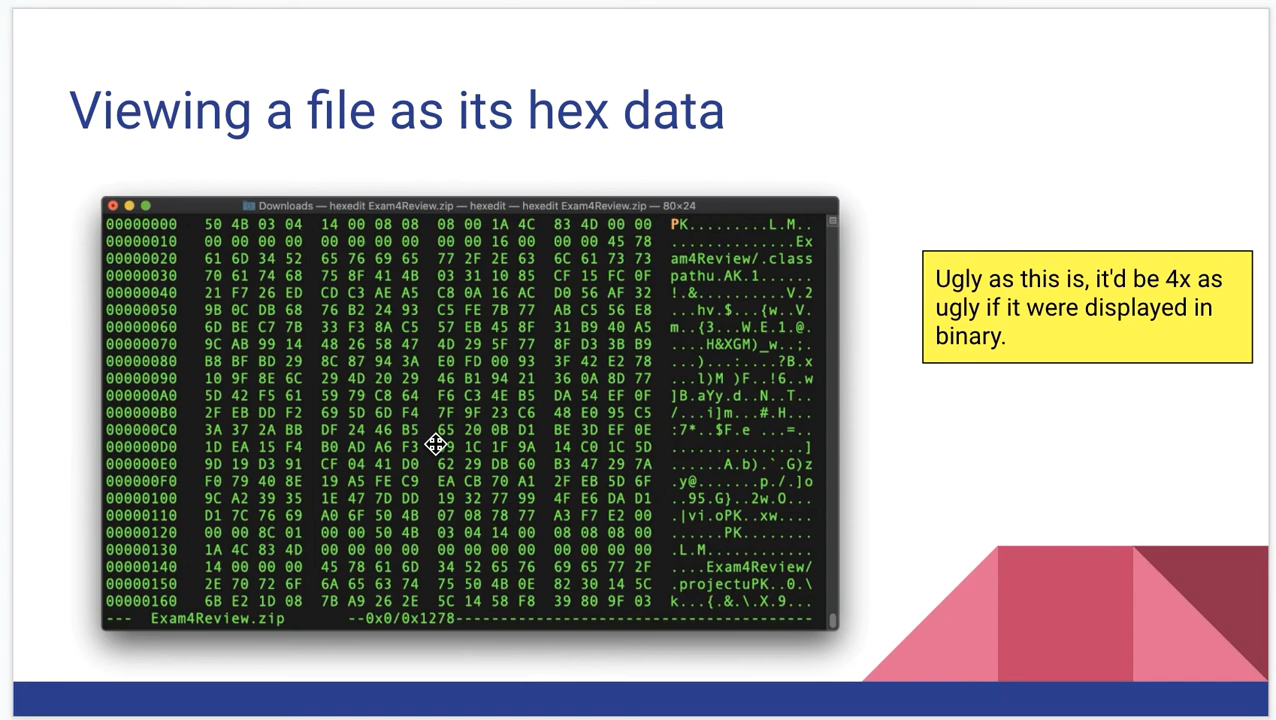 Viewing a file as its hex data
Downloads — hexedit Exam4Review.zip — hexedit — hexedit Exam4Review.zip — 80×24
00000000 50 4B 03 04 14 00 08 08 08 00 1A 4C 83 4D 00 00 PK.........L.M..
00000010 00 00 00 00 00 00 00 00 00 00 16 00 00 00 45 78 ..............Ex
00000020 61 6D 34 52 65 76 69 65 77 2F 2E 63 6C 61 73 73 am4Review/.class
00000030 70 61 74 68 75 8F 41 4B 03 31 10 85 CF 15 FC 0F pathu.AK.1......
00000040 21 F7 26 ED CD C3 AE A5 C8 0A 16 AC D0 56 AF 32 !.&..........V.2
00000050 9B 0C DB 68 76 B2 24 93 C5 FE 7B 77 AB C5 56 E8 ...hv.$...{w..V.
00000060 6D BE C7 7B 33 F3 8A C5 57 EB 45 8F 31 B9 40 A5 m..{3...W.E.1.@.
00000070 9C AB 99 14 48 26 58 47 4D 29 5F 77 8F D3 3B B9 ....H&XGM)_w..;.
00000080 B8 BF BD 29 8C 87 94 3A E0 FD 00 93 3F 42 E2 78 ...)...:....?B.x
00000090 10 9F 8E 6C 29 4D 20 29 46 B1 94 21 36 0A 8D 77 ...l)M )F..!6..w
000000A0 5D 42 F5 61 59 79 C8 64 F6 C3 4E B5 DA 54 EF 0F ]B.aYy.d..N..T..
000000B0 2F EB DD F2 69 5D 6D F4 7F 9F 23 C6 48 E0 95 C5 /...i]m...#.H...
000000C0 3A 37 2A BB DF 24 46 B5 65 20 0B D1 BE 3D EF 0E :7*..$F.e ...=..
000000D0 1D EA 15 F4 B0 AD A6 F3 9 1C 1F 9A 14 C0 1C 5D ...............]
000000E0 9D 19 D3 91 CF 04 41 D0 62 29 DB 60 B3 47 29 7A ......A.b).`.G)z
000000F0 F0 79 40 8E 19 A5 FE C9 EA CB 70 A1 2F EB 5D 6F .y@.......p./.]o
00000100 9C A2 39 35 1E 47 7D DD 19 32 77 99 4F E6 DA D1 ..95.G}..2w.O...
00000110 D1 7C 76 69 A0 6F 50 4B 07 08 78 77 A3 F7 E2 00 .|vi.oPK..xw....
00000120 00 00 8C 01 00 00 50 4B 03 04 14 00 08 08 08 00 ......PK........
00000130 1A 4C 83 4D 00 00 00 00 00 00 00 00 00 00 00 00 .L.M............
00000140 14 00 00 00 45 78 61 6D 34 52 65 76 69 65 77 2F ....Exam4Review/
00000150 2E 70 72 6F 6A 65 63 74 75 50 4B 0E 82 30 14 5C .projectuPK..0.\
00000160 6B E2 1D 08 7B A9 26 2E 5C 14 58 F8 39 80 9F 03 k...{.&.\.X.9...
--- Exam4Review.zip --0x0/0x1278----------------------------------------
Ugly as this is, it'd be 4x as
ugly if it were displayed in
binary.